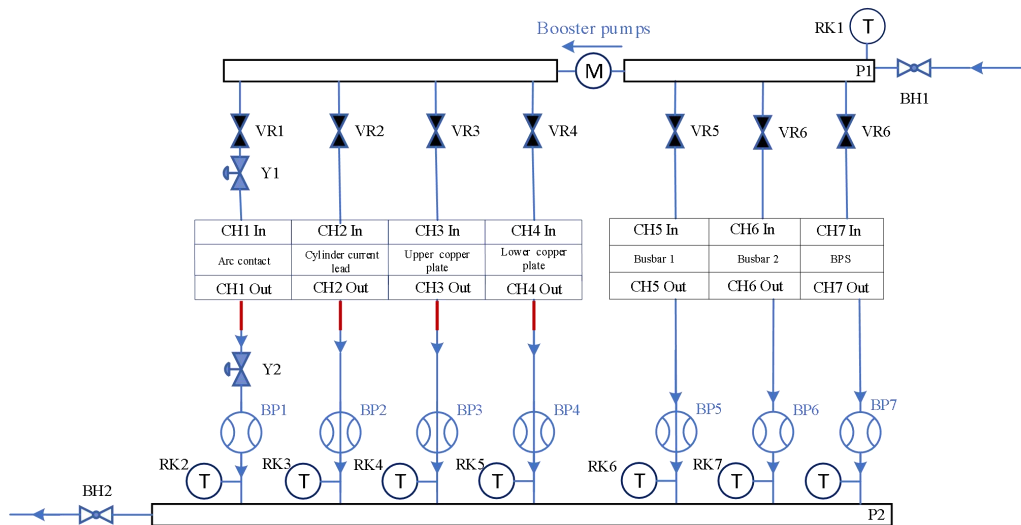 RK1
T
Booster pumps
M
P1
BH1
VR1
VR2
VR3
VR4
VR5
VR6
VR6
Y1
CH1 In
CH2 In
CH3 In
CH4 In
CH5 In
CH6 In
CH7 In
Arc contact
Cylinder current
lead
Upper copper
plate
Lower copper
plate
Busbar 1
Busbar 2
BPS
CH1 Out
CH2 Out
CH3 Out
CH4 Out
CH5 Out
CH6 Out
CH7 Out
Y2
BP1
BP2
BP3
BP4
BP5
BP6
BP7
RK2
T
RK3
T
RK4
T
RK5
T
RK6
T
RK7
T
T
BH2
P2